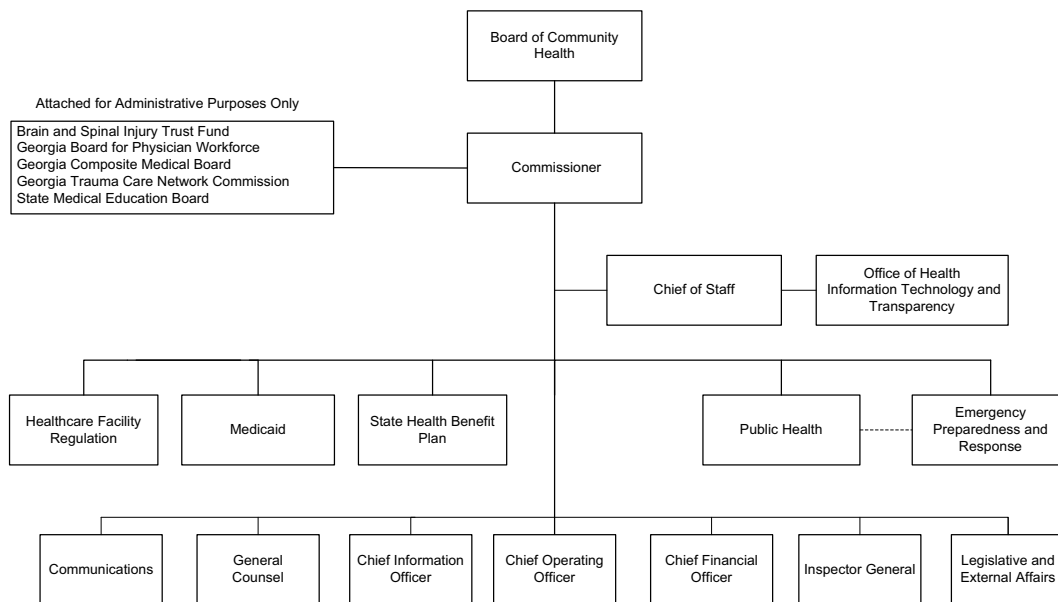 Board of Community
Health
Attached for Administrative Purposes Only
Brain and Spinal Injury Trust Fund
Georgia Board for Physician Workforce
Georgia Composite Medical Board
Georgia Trauma Care Network Commission
State Medical Education Board
Commissioner
Chief of Staff
Office of Health
Information Technology and
Transparency
Healthcare Facility
Regulation
Medicaid
State Health Benefit
Plan
Public Health
Emergency
Preparedness and
Response
Communications
General
Counsel
Chief Information
Officer
Chief Operating
Officer
Chief Financial
Officer
Inspector General
Legislative and
External Affairs